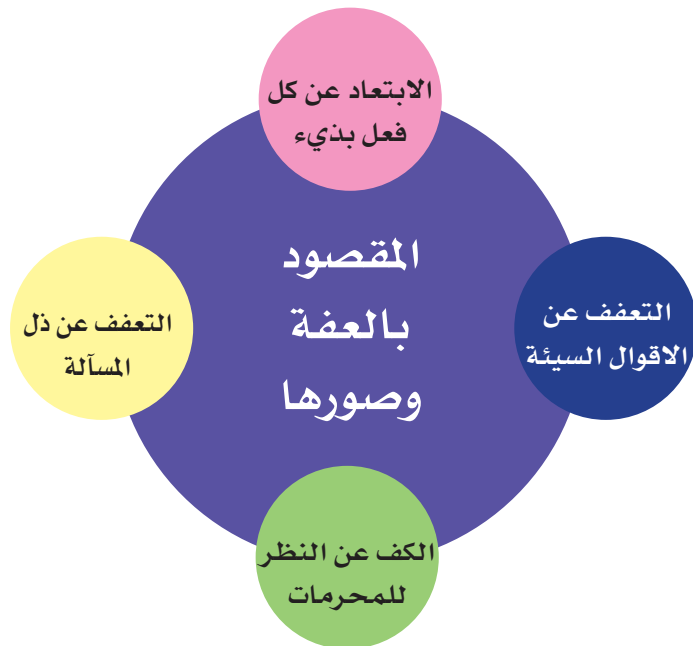 الابتعاد عن كل
فعل بذيء
المقصود
بالعفة
وصورها
التعفف عن
الاقوال السيئة
التعفف عن ذل
المسآلة
الكف عن النظر
للمحرمات